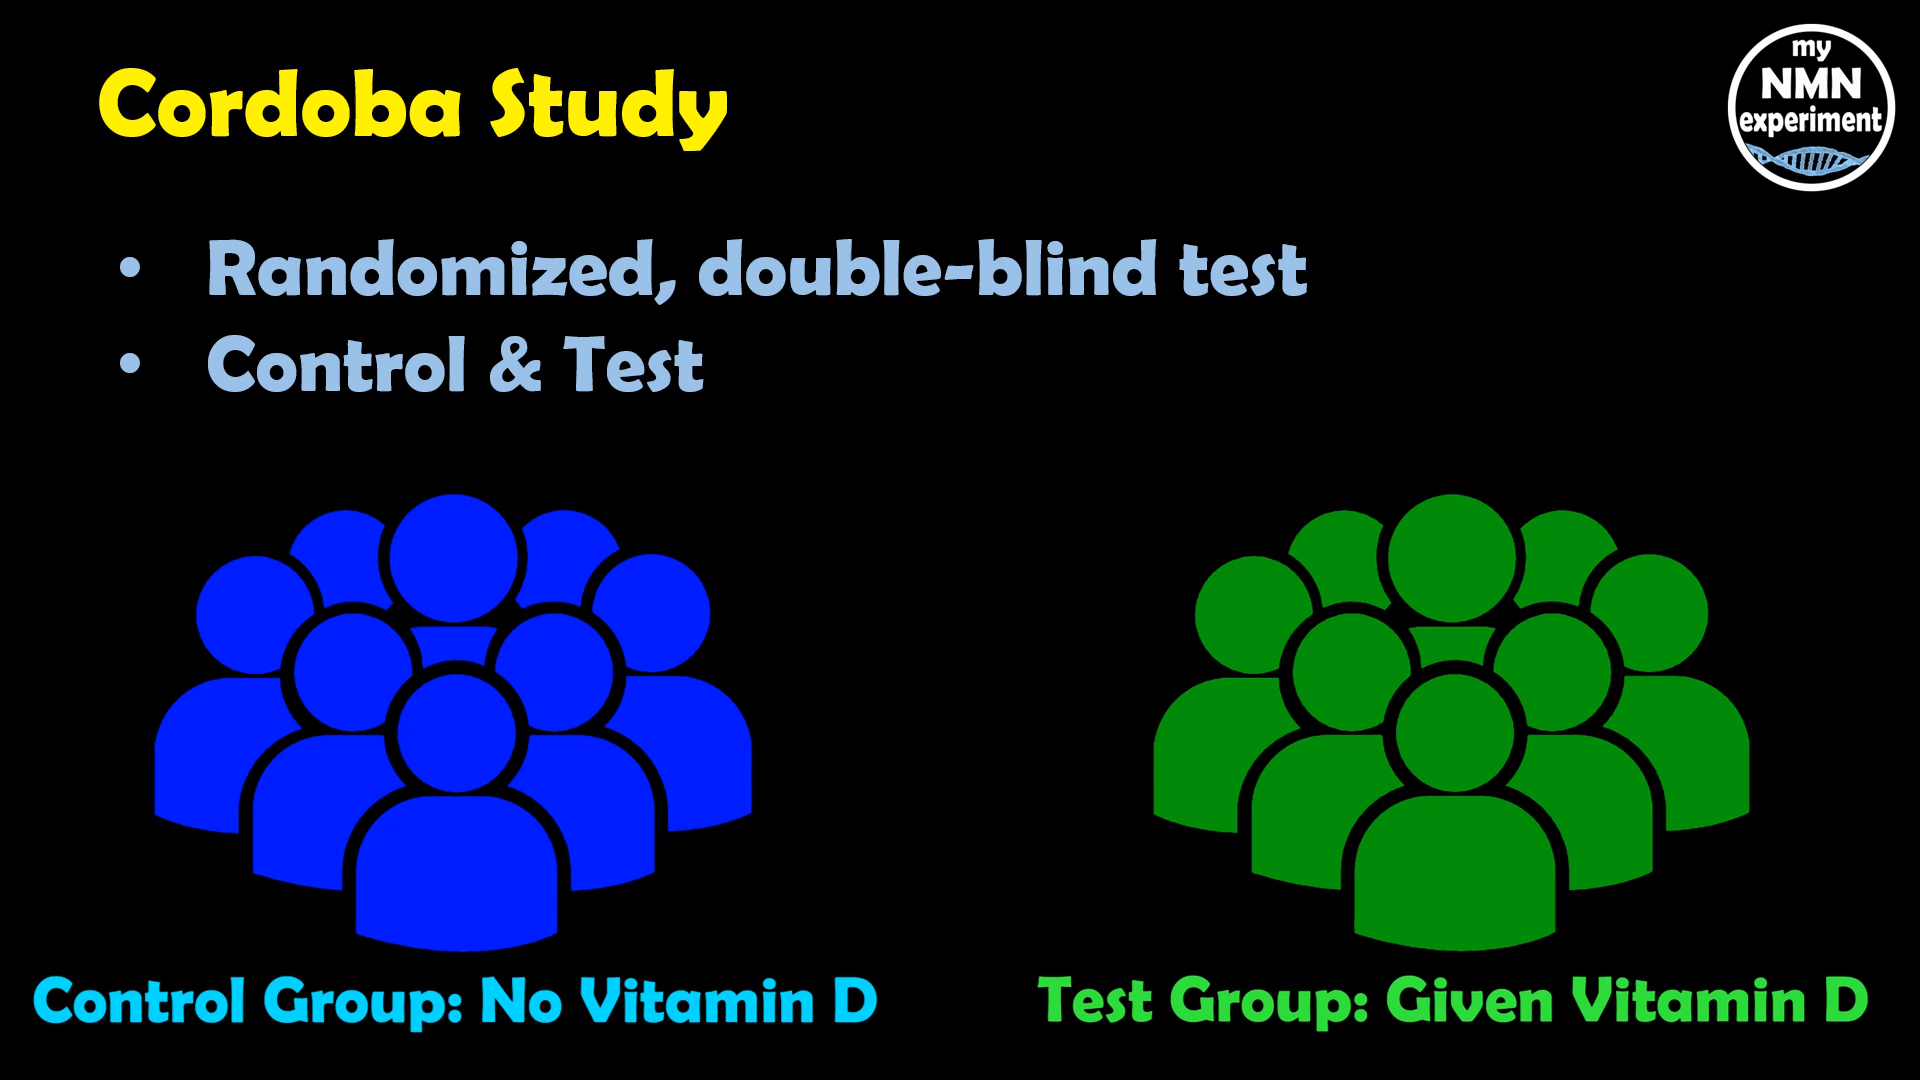 Cordoba Study
my
NMN
experiment
• Randomized, double-blind test
• Control & Test
Control Group: No Vitamin D
Test Group: Given Vitamin D